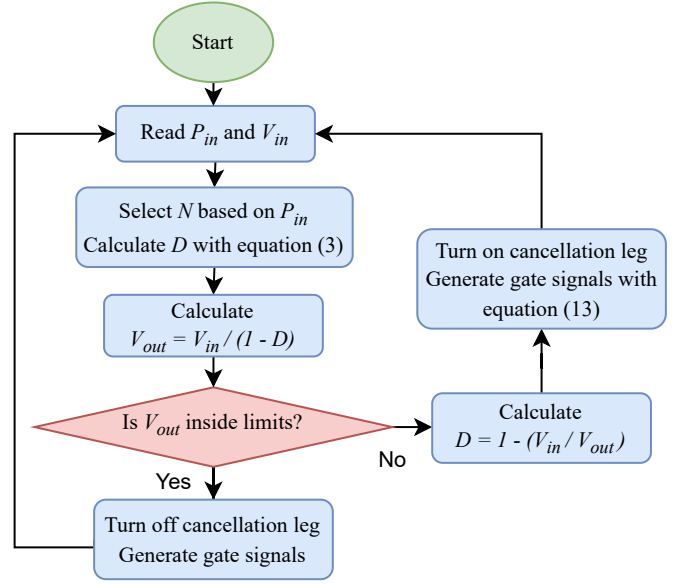 Start
Read P_in and V_in
Select N based on P_in
Calculate D with equation (3)
Calculate
V_out = V_in / (1 - D)
Is V_out inside limits?
Yes
No
Turn off cancellation leg
Generate gate signals
Calculate
D = 1 - (V_in / V_out)
Turn on cancellation leg
Generate gate signals with
equation (13)